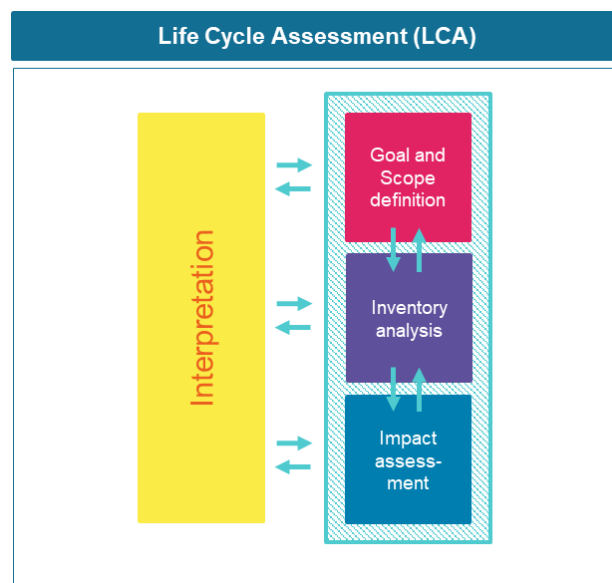 Life Cycle Assessment (LCA)
Interpretation
Goal and
Scope
definition
Inventory
analysis
Impact
assess-
ment